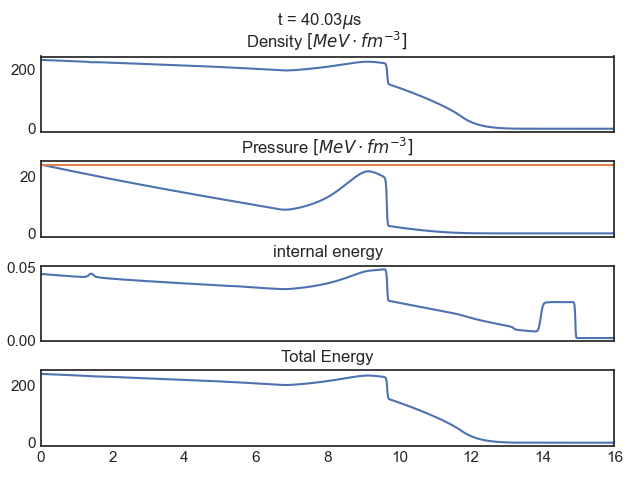 t = 40.03μs
Density [MeV · fm⁻³]
200
0
Pressure [MeV · fm⁻³]
20
0
internal energy
0.05
0.00
Total Energy
200
0
0 2 4 6 8 10 12 14 16